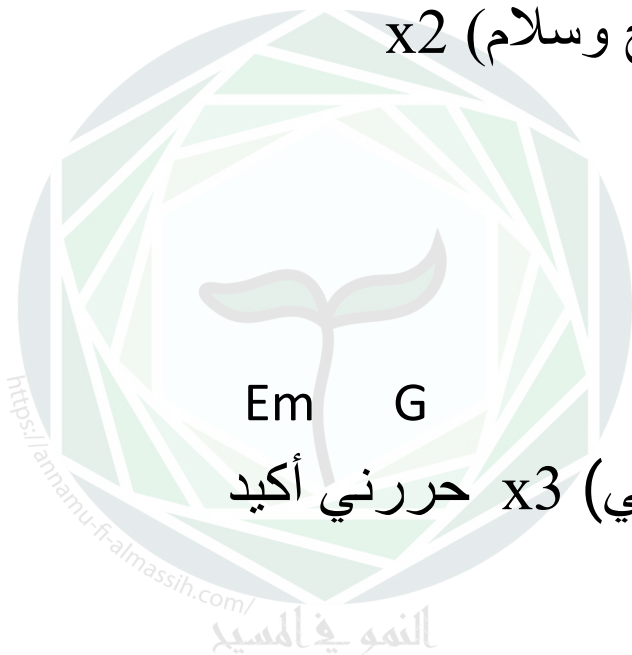 وسلام) x2
Em G
x3 حررني أكيد
https://annamu-fi-almassih.com/
النمو في المسيح